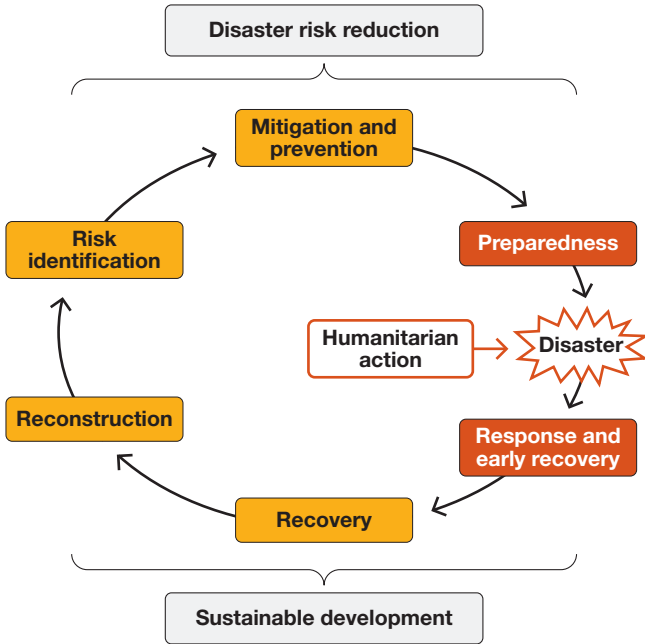 Disaster risk reduction
Mitigation and
prevention
Risk
identification
Preparedness
Humanitarian
action
Disaster
Reconstruction
Response and
early recovery
Recovery
Sustainable development